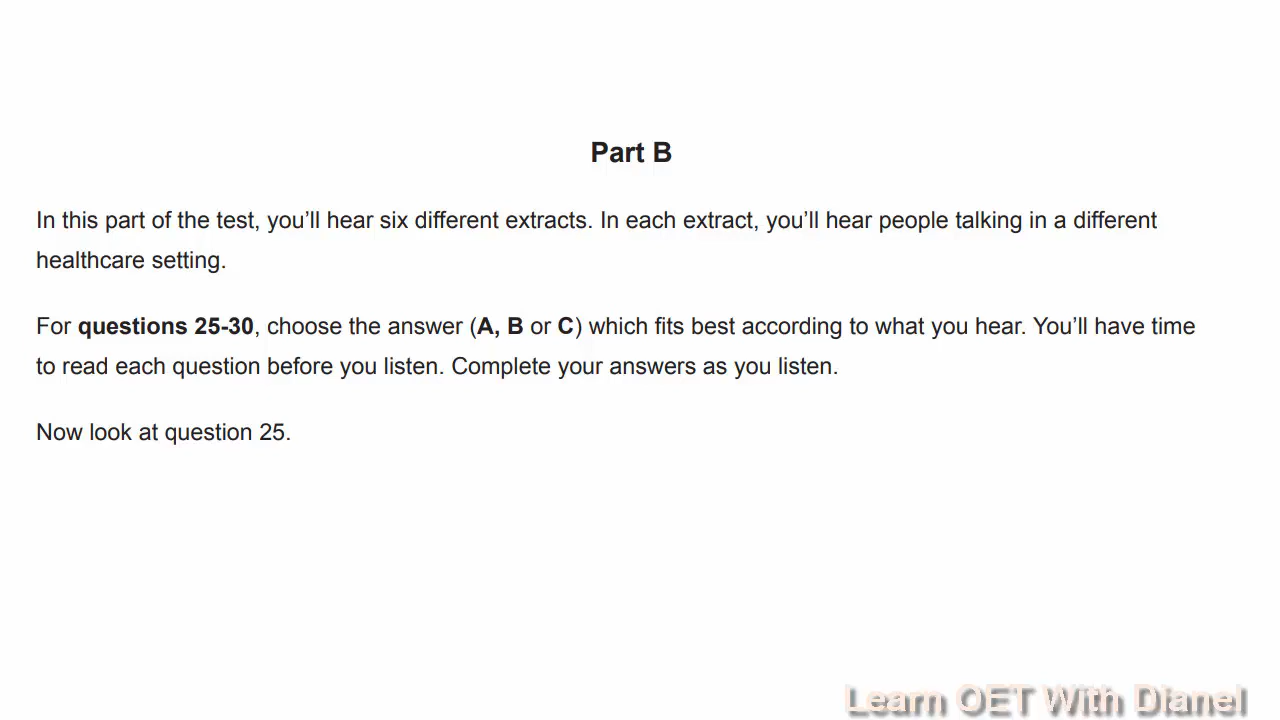 Part B
In this part of the test, you’ll hear six different extracts. In each extract, you’ll hear people talking in a different
healthcare setting.
For questions 25-30, choose the answer (A, B or C) which fits best according to what you hear. You’ll have time
to read each question before you listen. Complete your answers as you listen.
Now look at question 25.
Learn OET With Dianel